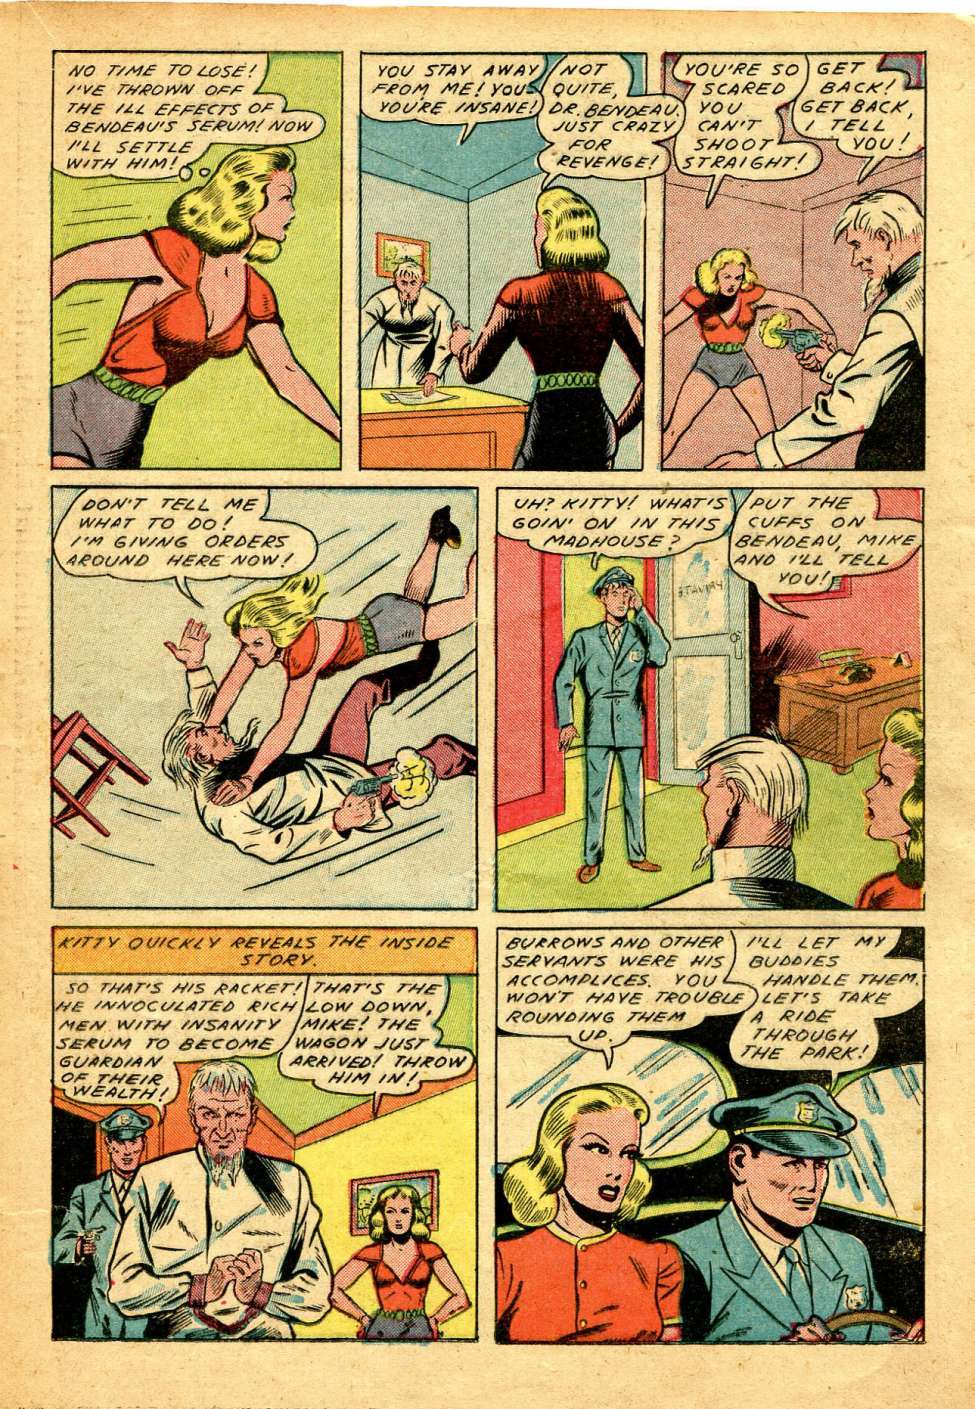 NO TIME TO LOSE!
I'VE THROWN OFF
THE ILL EFFECTS OF
BENDEAU'S SERUM! NOW
I'LL SETTLE
WITH HIM!
YOU STAY AWAY
FROM ME! YOU-
YOU'RE INSANE!
NOT
QUITE,
DR. BENDEAU.
JUST CRAZY
FOR
REVENGE!
YOU'RE SO
SCARED
YOU
CAN'T
SHOOT
STRAIGHT!
GET
BACK!
GET BACK,
I TELL
YOU!
DON'T TELL ME
WHAT TO DO!
I'M GIVING ORDERS
AROUND HERE NOW!
UH? KITTY! WHAT'S
GOIN' ON IN THIS
MADHOUSE?
PUT THE
CUFFS ON
BENDEAU, MIKE
AND I'LL TELL
YOU!
PRIVATE
KITTY QUICKLY REVEALS THE INSIDE
STORY.
SO THAT'S HIS RACKET!
HE INNOCULATED RICH
MEN WITH INSANITY
SERUM TO BECOME
GUARDIAN
OF THEIR
WEALTH!
THAT'S THE
LOW DOWN,
MIKE! THE
WAGON JUST
ARRIVED! THROW
HIM IN!
BURROWS AND OTHER
SERVANTS WERE HIS
ACCOMPLICES. YOU
WON'T HAVE TROUBLE
ROUNDING THEM
UP.
I'LL LET MY
BUDDIES
HANDLE THEM.
LET'S TAKE
A RIDE
THROUGH
THE PARK!